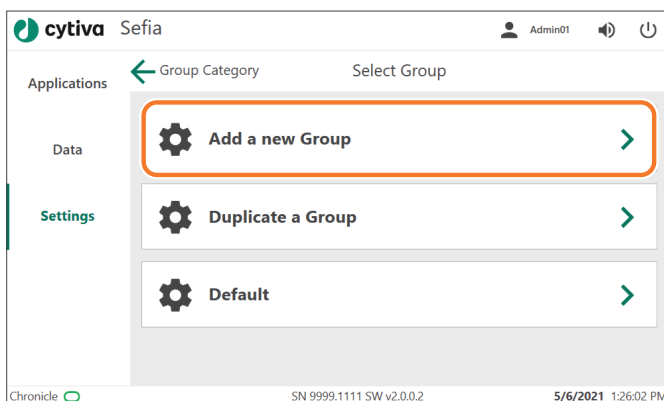 cytiva Sefia Admin01
Applications
Group Category Select Group
Add a new Group
Data
Settings
Duplicate a Group
Default
Chronicle SN 9999.1111 SW v2.0.0.2 5/6/2021 1:26:02 PM